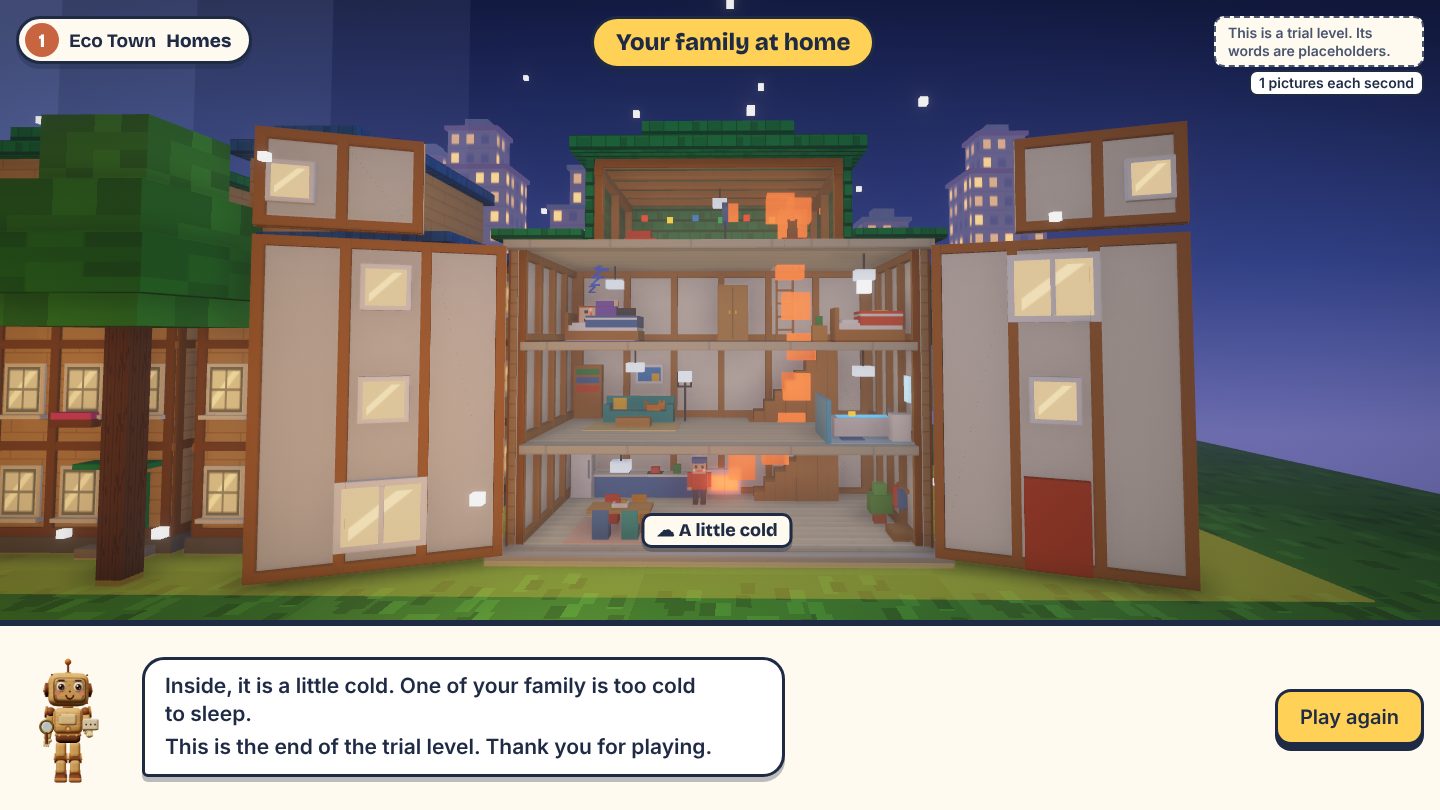 1 Eco Town Homes
Your family at home
This is a trial level. Its
words are placeholders.
1 pictures each second
z
z
☁ A little cold
Inside, it is a little cold. One of your family is too cold
to sleep.
This is the end of the trial level. Thank you for playing.
Play again